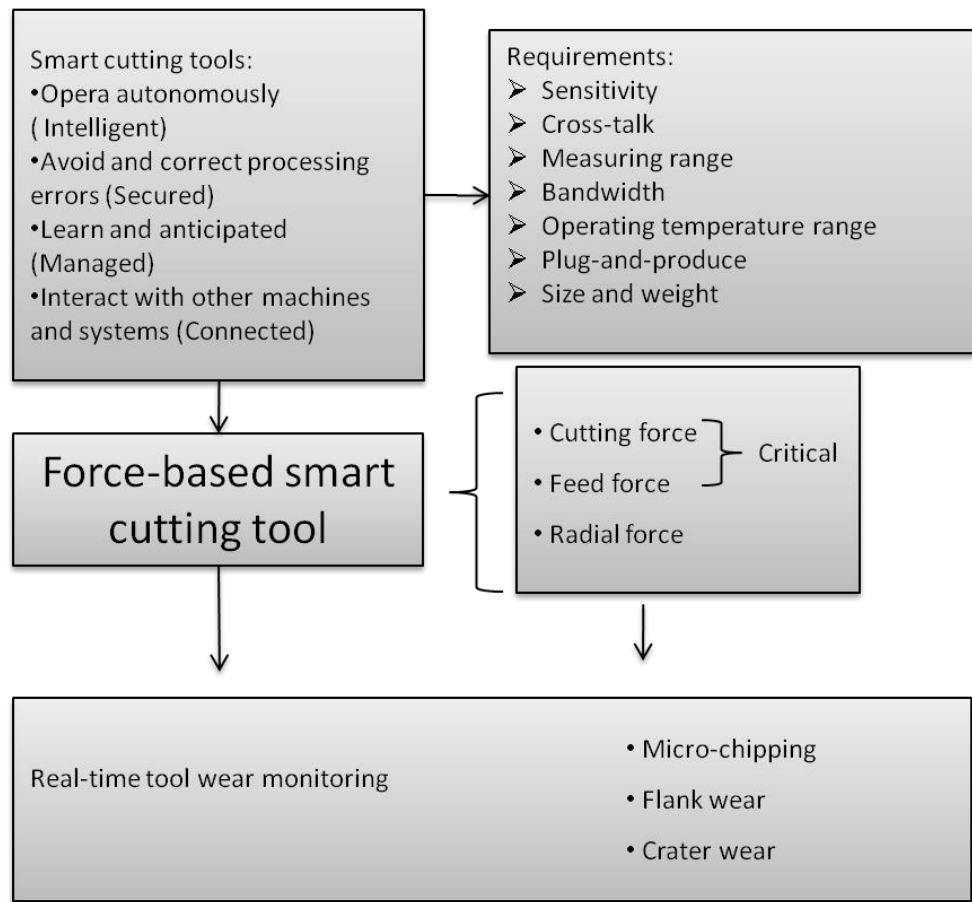 Smart cutting tools:
•Opera autonomously
( Intelligent)
•Avoid and correct processing
errors (Secured)
•Learn and anticipated
(Managed)
•Interact with other machines
and systems (Connected)
Requirements:
➢ Sensitivity
➢ Cross-talk
➢ Measuring range
➢ Bandwidth
➢ Operating temperature range
➢ Plug-and-produce
➢ Size and weight
Force-based smart
cutting tool
• Cutting force
• Feed force
• Radial force
Critical
Real-time tool wear monitoring
• Micro-chipping
• Flank wear
• Crater wear